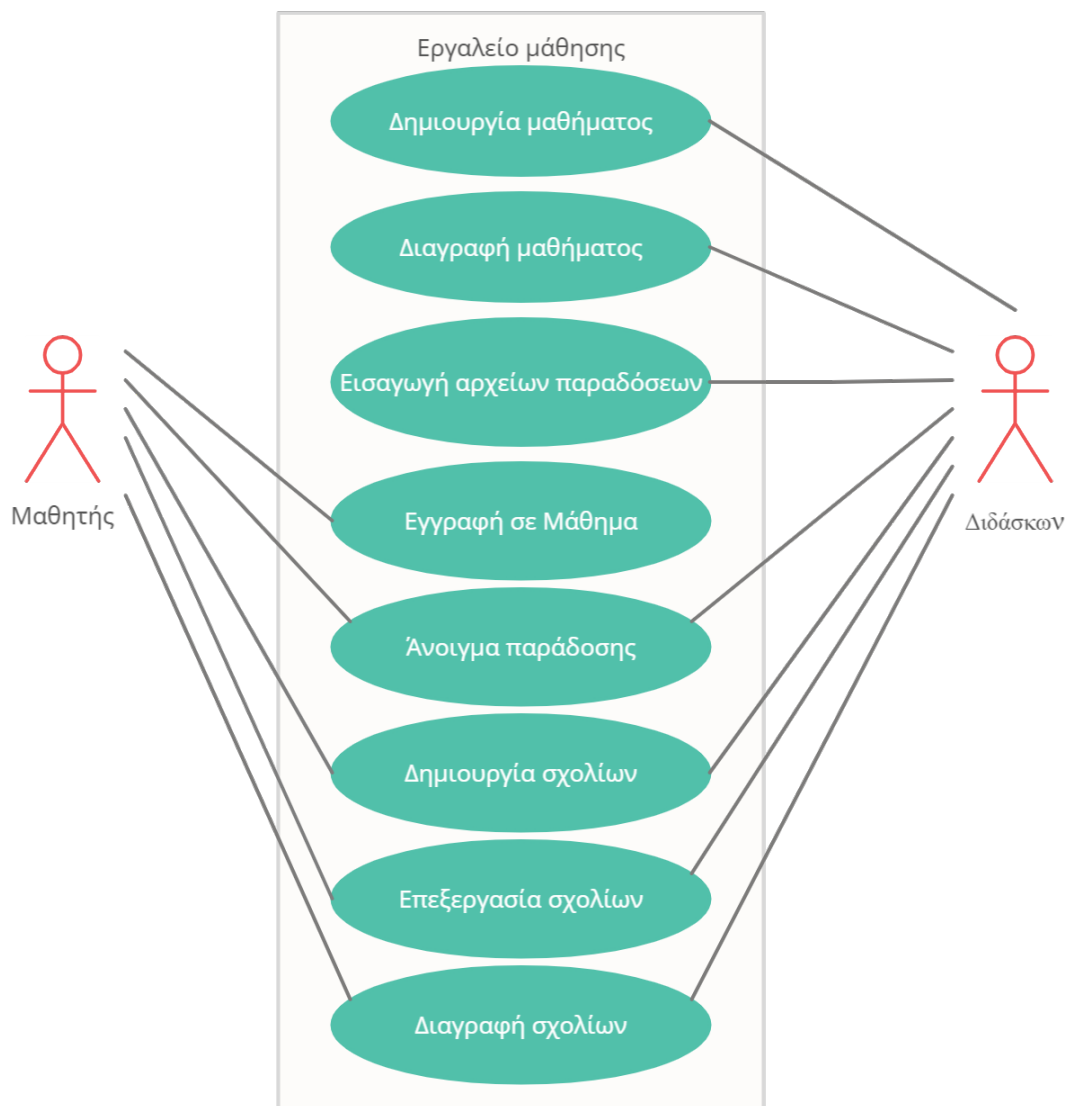 Εργαλείο μάθησης
Δημιουργία μαθήματος
Διαγραφή μαθήματος
Εισαγωγή αρχείων παραδόσεων
Μαθητής
Διδάσκων
Εγγραφή σε Μάθημα
Άνοιγμα παράδοσης
Δημιουργία σχολίων
Επεξεργασία σχολίων
Διαγραφή σχολίων